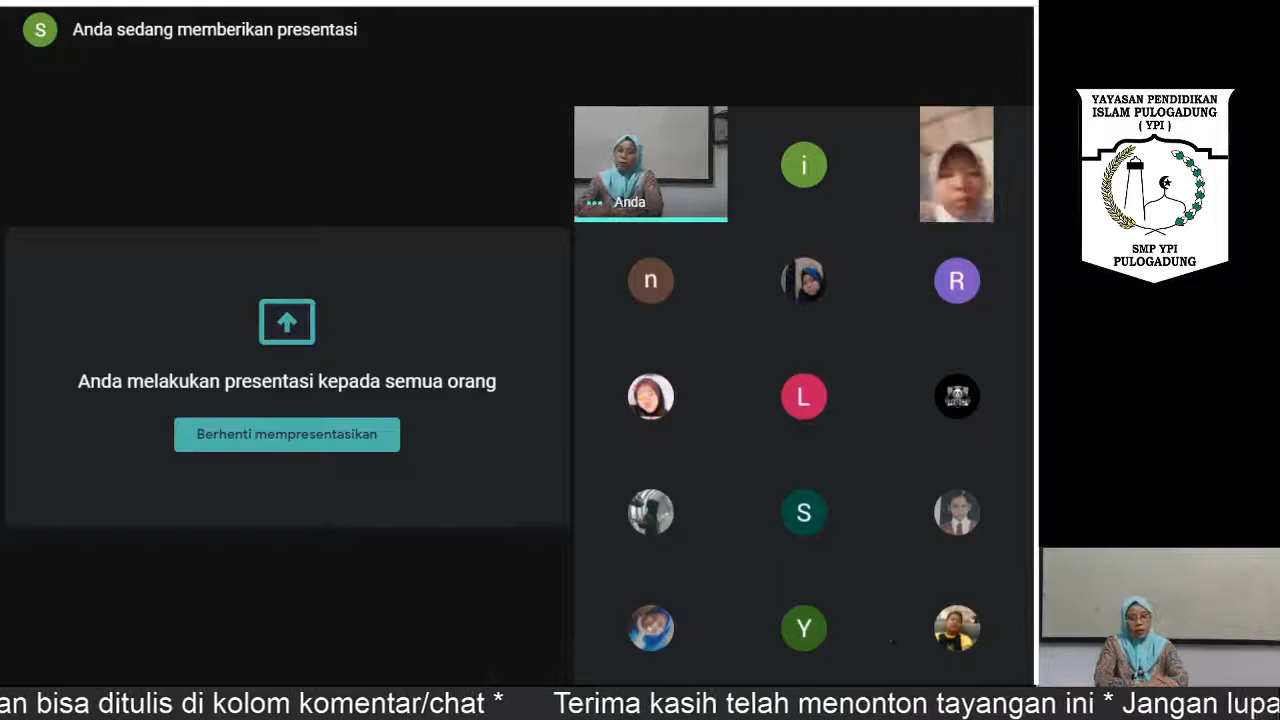 S Anda sedang memberikan presentasi
Anda
i
n
R
L
S
Y
Anda melakukan presentasi kepada semua orang
Berhenti mempresentasikan
YAYASAN PENDIDIKAN
ISLAM PULOGADUNG
( YPI )
SMP YPI
PULOGADUNG
an bisa ditulis di kolom komentar/chat * Terima kasih telah menonton tayangan ini * Jangan lupa